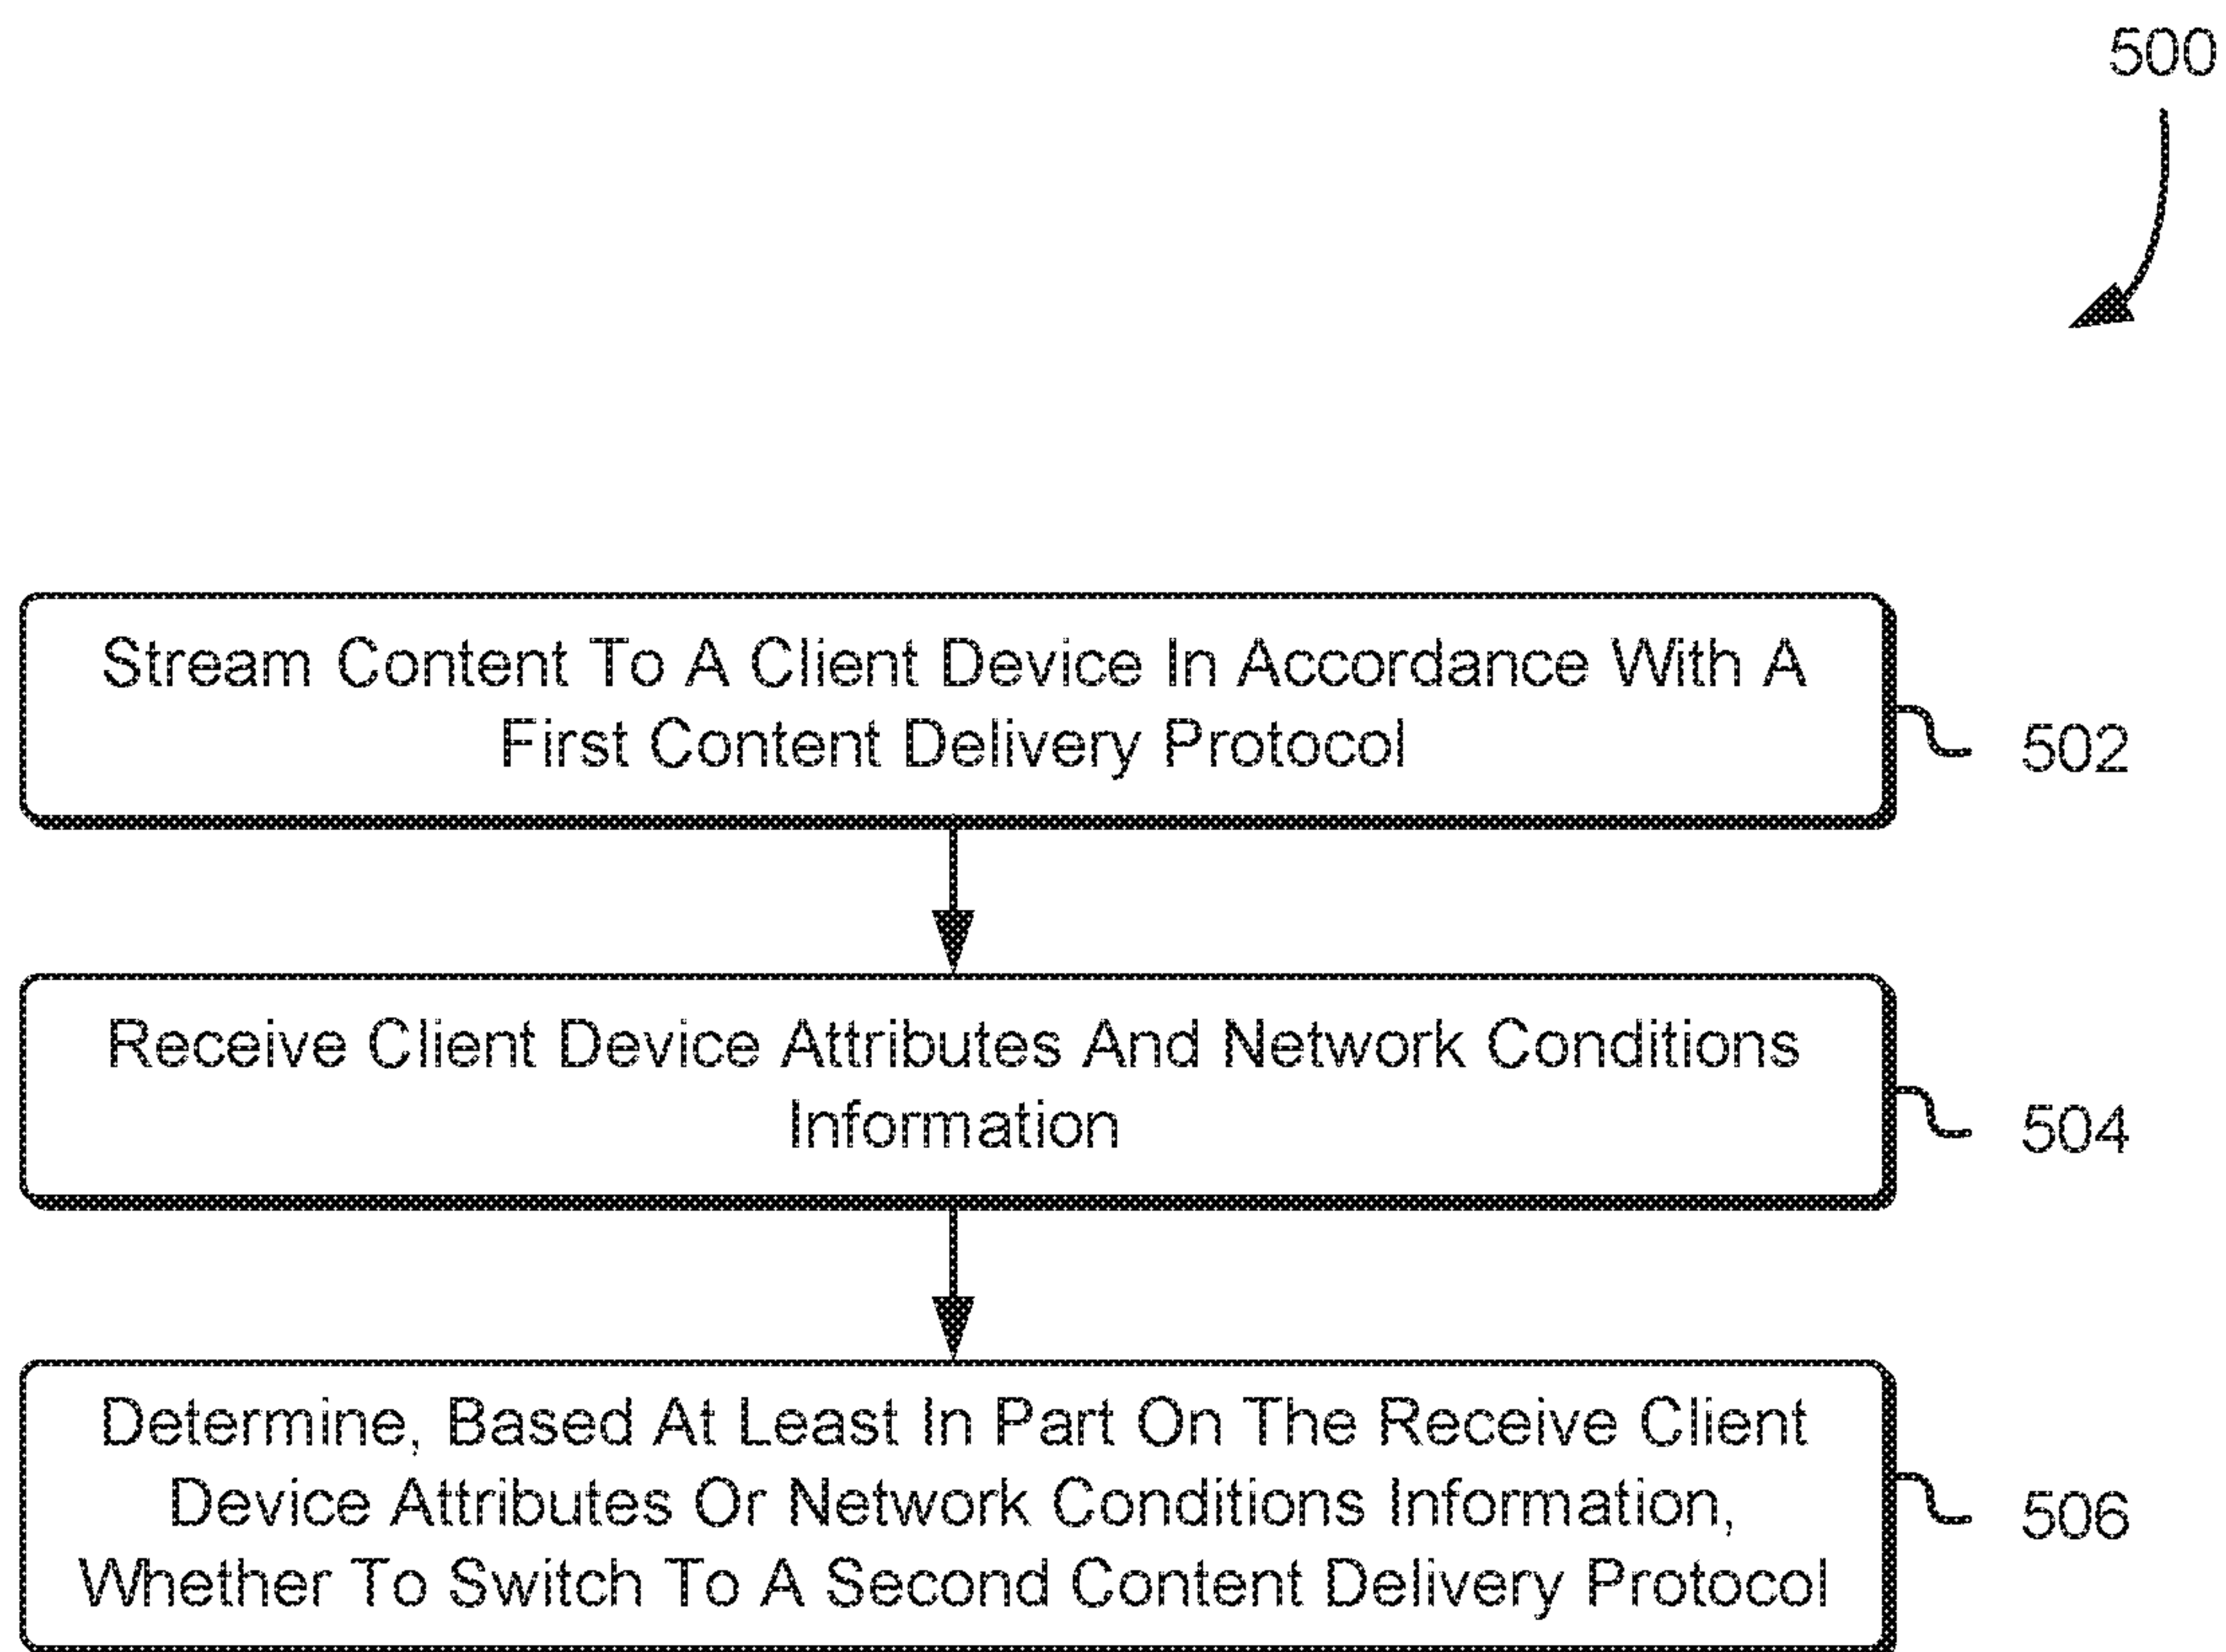 500
Stream Content To A Client Device In Accordance With A
First Content Delivery Protocol
502
Receive Client Device Attributes And Network Conditions
Information
504
Determine, Based At Least In Part On The Receive Client
Device Attributes Or Network Conditions Information,
Whether To Switch To A Second Content Delivery Protocol
506